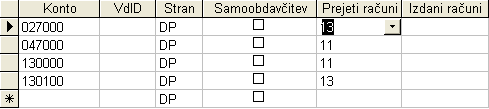 Konto VdID Stran Samoobdavčitev Prejeti računi Izdani računi
027000 DP 13
047000 DP 11
130000 DP 11
130100 DP 13
DP